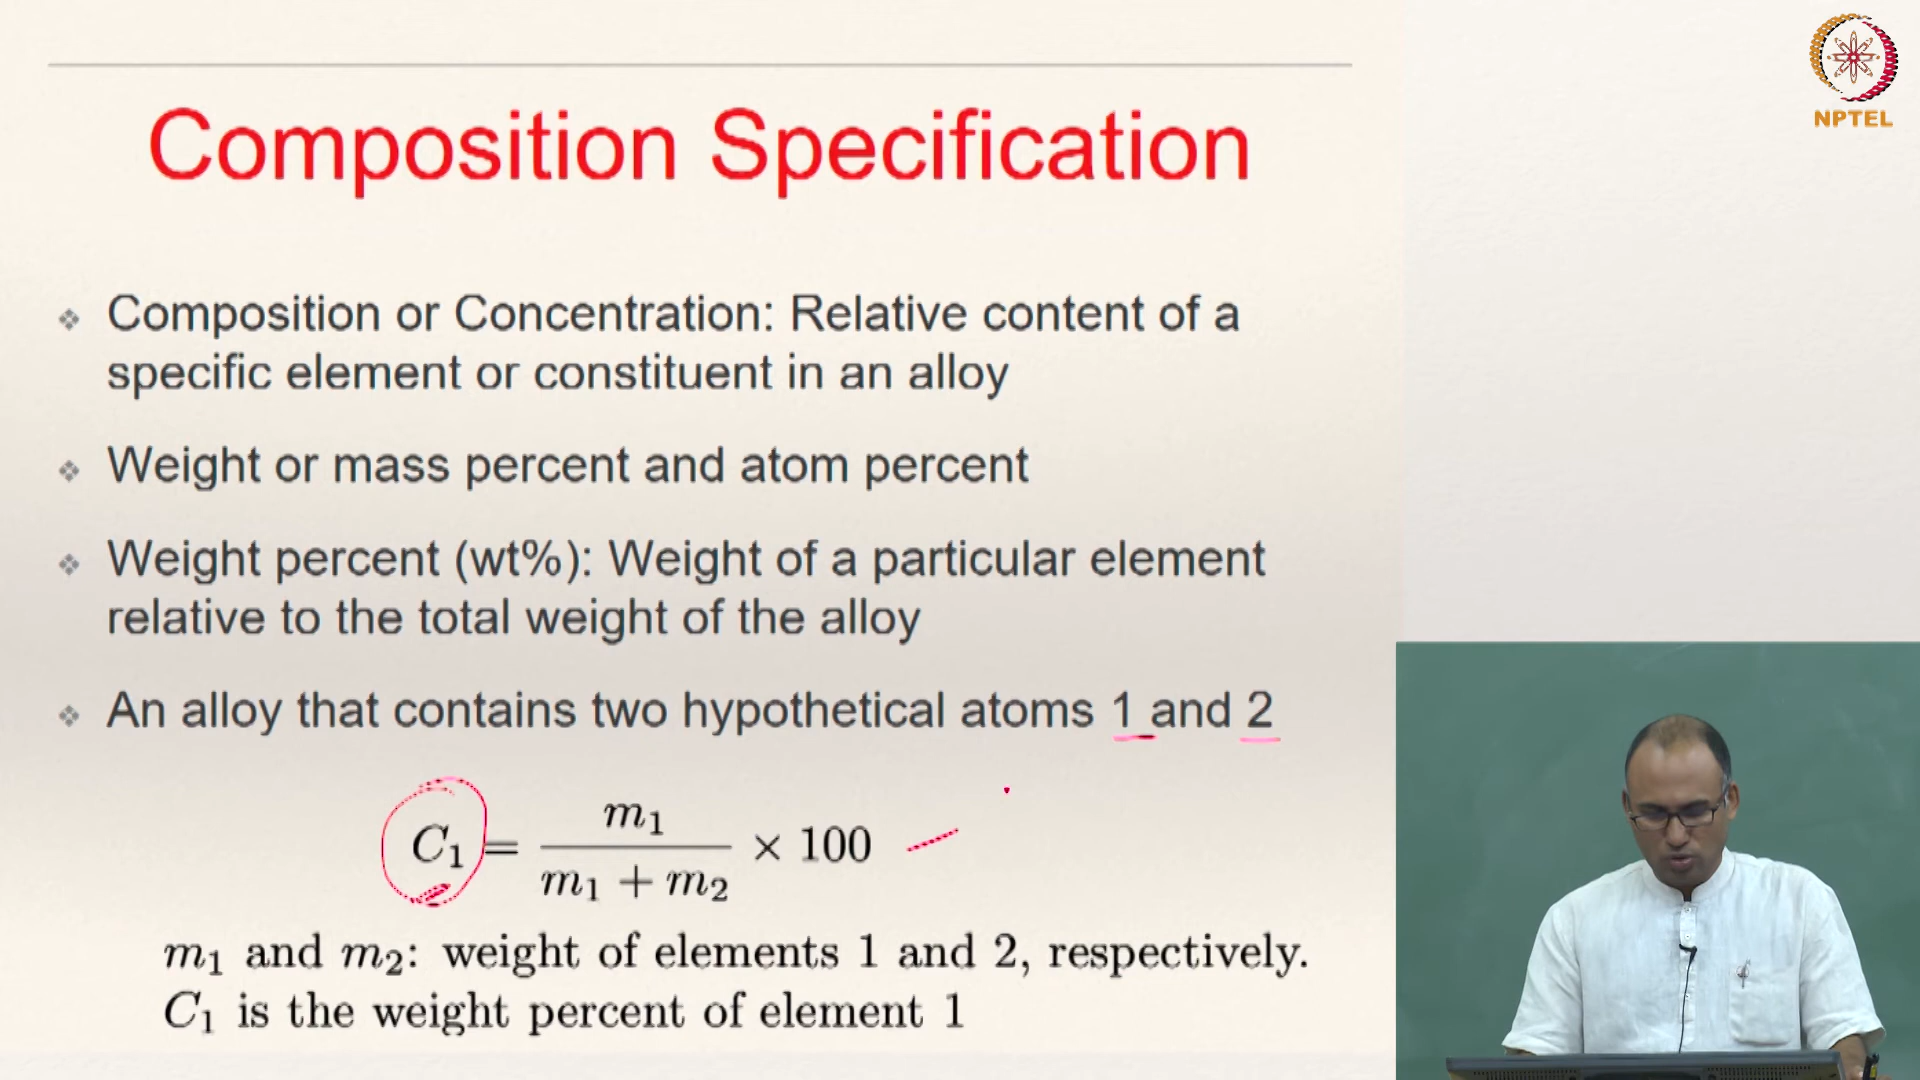 NPTEL
Composition Specification
Composition or Concentration: Relative content of a
specific element or constituent in an alloy
Weight or mass percent and atom percent
Weight percent (wt%): Weight of a particular element
relative to the total weight of the alloy
An alloy that contains two hypothetical atoms 1 and 2
C₁ = m₁ / (m₁ + m₂) × 100
m₁ and m₂: weight of elements 1 and 2, respectively.
C₁ is the weight percent of element 1